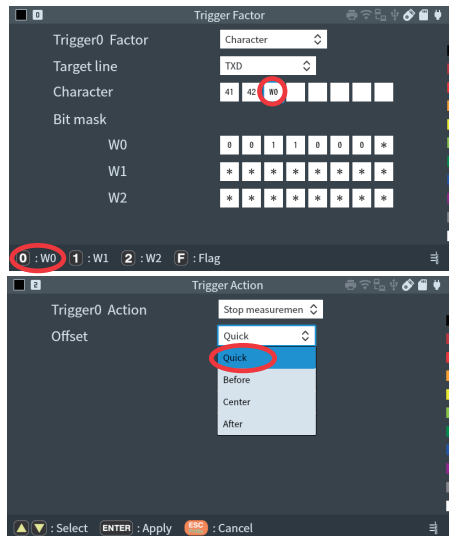 0 Trigger Factor
Trigger0 Factor Character
Target line TXD
Character 41 42 W0
Bit mask
W0 0 0 1 1 0 0 0 *
W1 * * * * * * * *
W2 * * * * * * * *
0 : W0 1 : W1 2 : W2 F : Flag
2 Trigger Action
Trigger0 Action Stop measuremen
Offset Quick
Quick
Before
Center
After
: Select ENTER : Apply ESC : Cancel